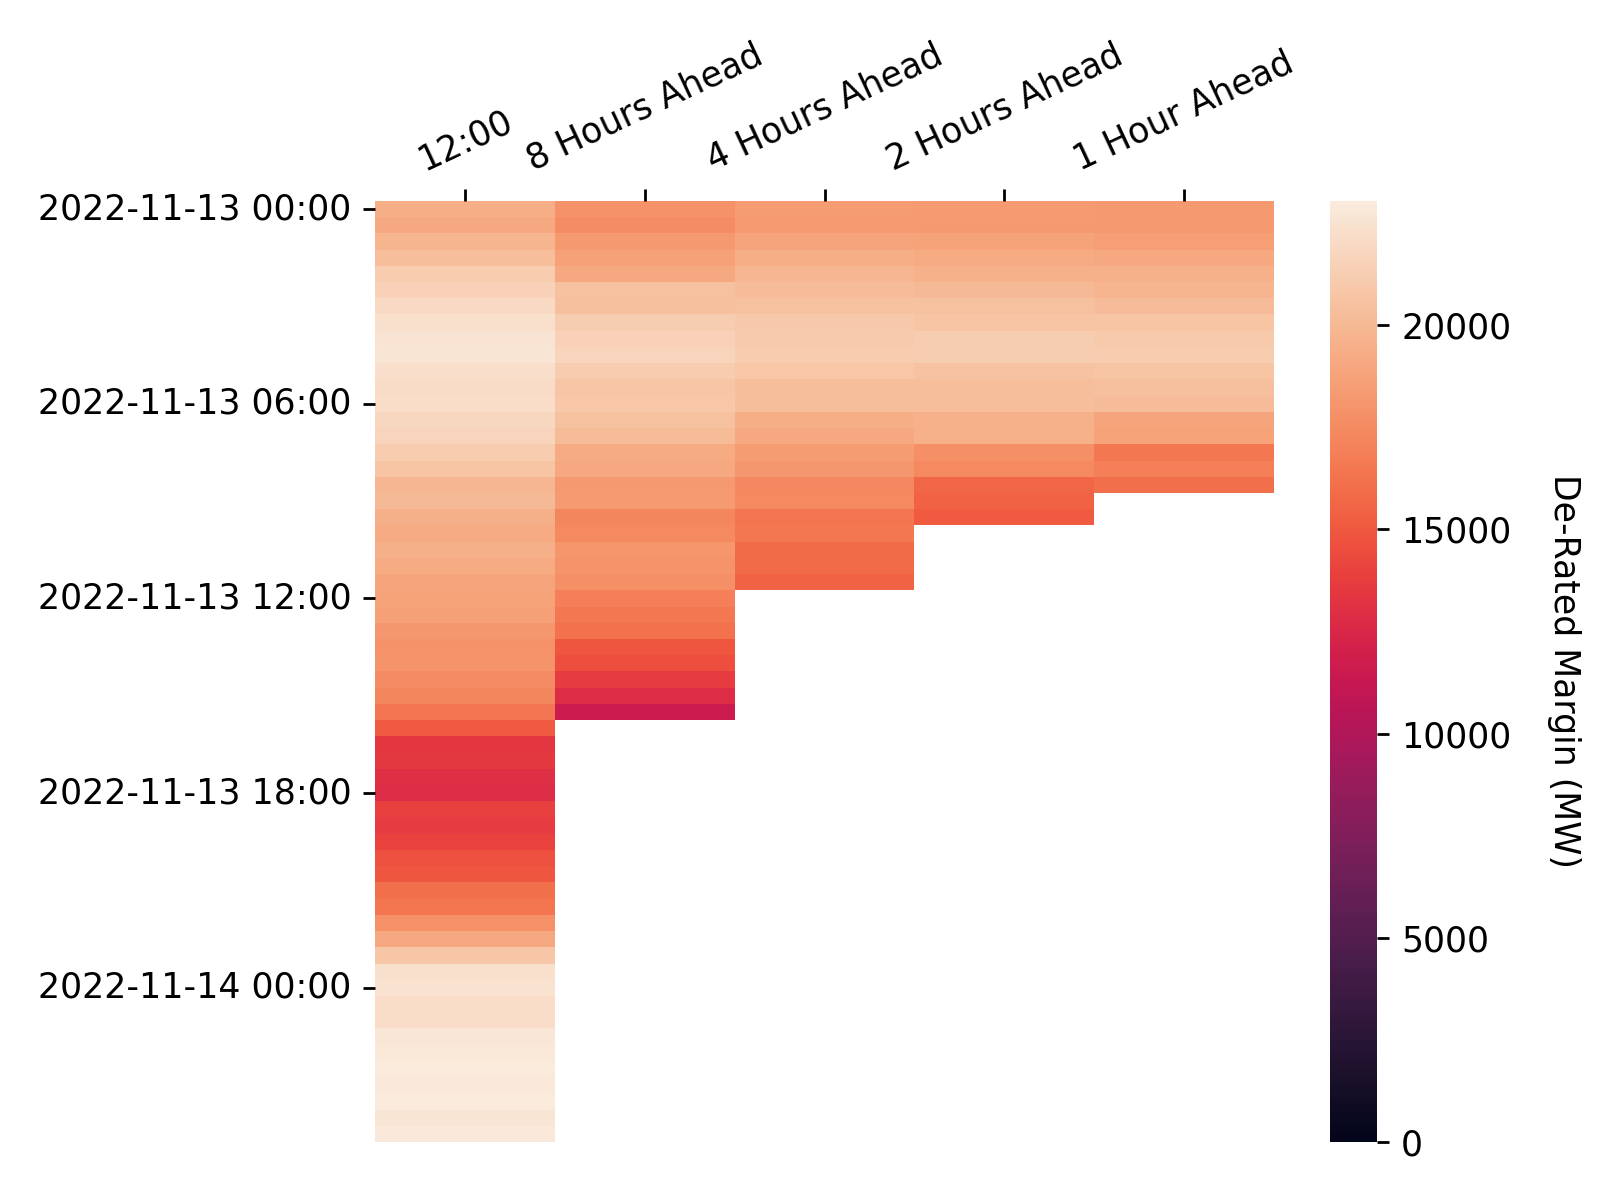 12:00
8 Hours Ahead
4 Hours Ahead
2 Hours Ahead
1 Hour Ahead
2022-11-13 00:00
2022-11-13 06:00
2022-11-13 12:00
2022-11-13 18:00
2022-11-14 00:00
20000
15000
10000
5000
0
De-Rated Margin (MW)